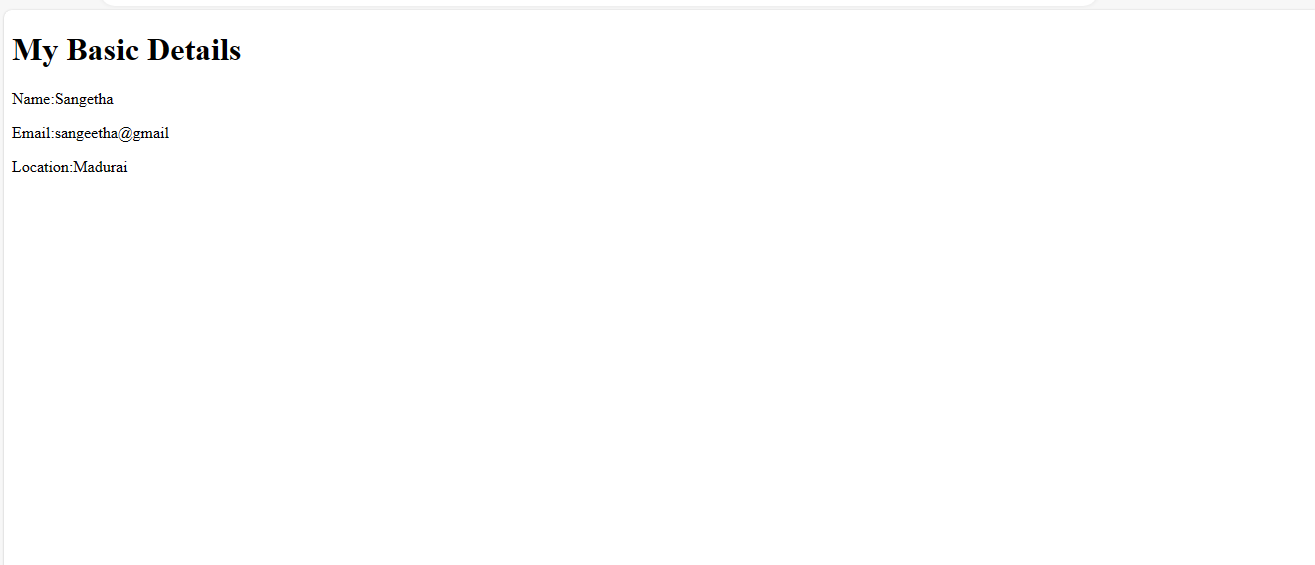 My Basic Details
Name:Sangetha
Email:sangeetha@gmail
Location:Madurai